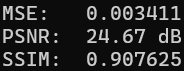 MSE:   0.003411
PSNR:  24.67 dB
SSIM:  0.907625